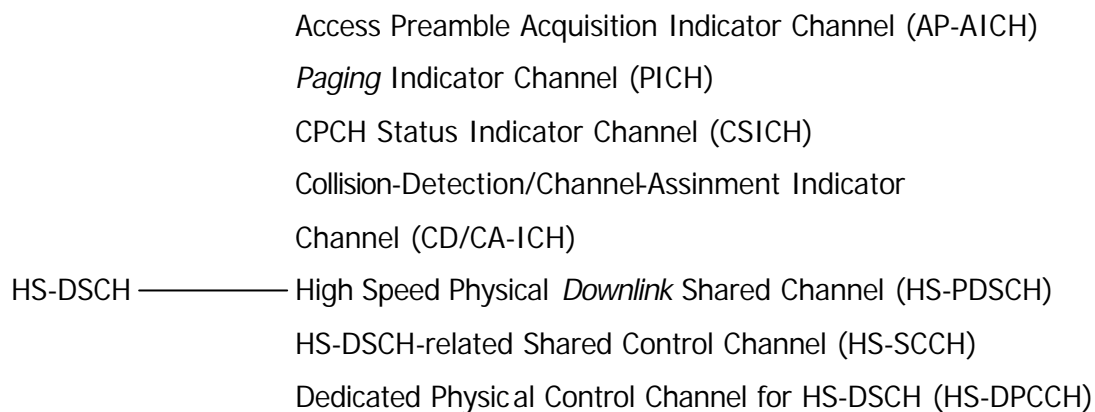 Access Preamble Acquisition Indicator Channel (AP-AICH)
Paging Indicator Channel (PICH)
CPCH Status Indicator Channel (CSICH)
Collision-Detection/Channel-Assinment Indicator
Channel (CD/CA-ICH)
HS-DSCH High Speed Physical Downlink Shared Channel (HS-PDSCH)
HS-DSCH-related Shared Control Channel (HS-SCCH)
Dedicated Physical Control Channel for HS-DSCH (HS-DPCCH)